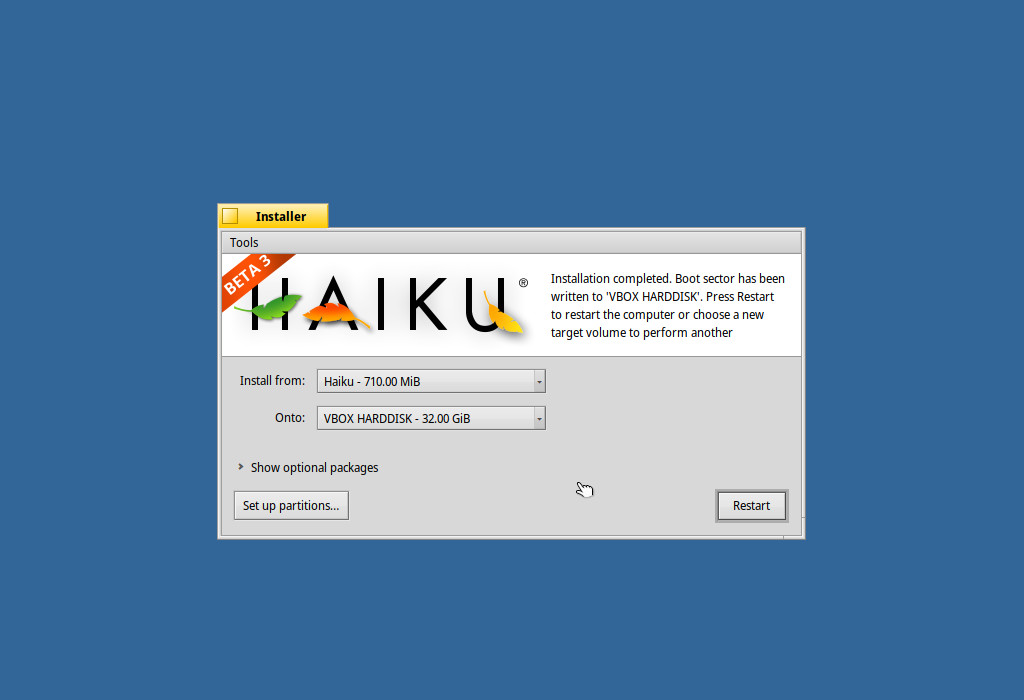 Installer
Tools
BETA 3
HAIKU®
Installation completed. Boot sector has been
written to 'VBOX HARDDISK'. Press Restart
to restart the computer or choose a new
target volume to perform another
Install from:
Haiku - 710.00 MiB
Onto:
VBOX HARDDISK - 32.00 GiB
Show optional packages
Set up partitions...
Restart